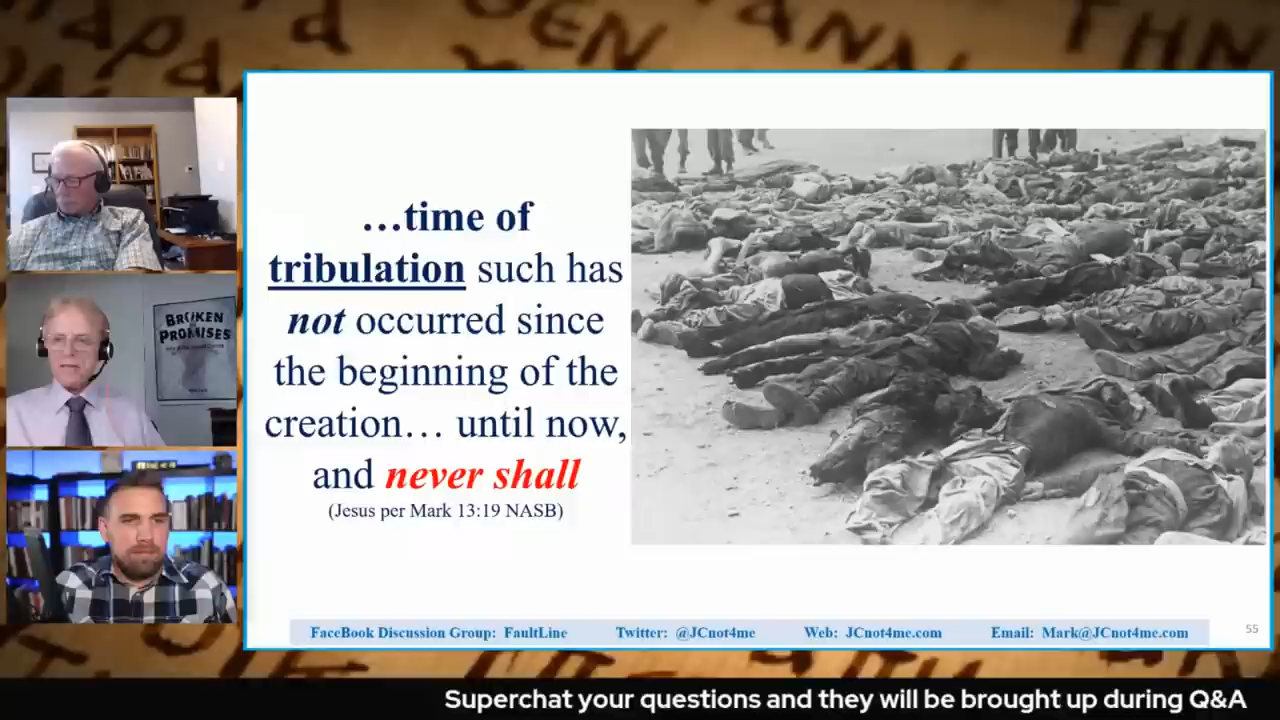 …time of
tribulation such has
not occurred since
the beginning of the
creation… until now,
and never shall
(Jesus per Mark 13:19 NASB)
BROKEN
PROMISES
FaceBook Discussion Group: FaultLine Twitter: @JCnot4me Web: JCnot4me.com Email: Mark@JCnot4me.com
55
Superchat your questions and they will be brought up during Q&A